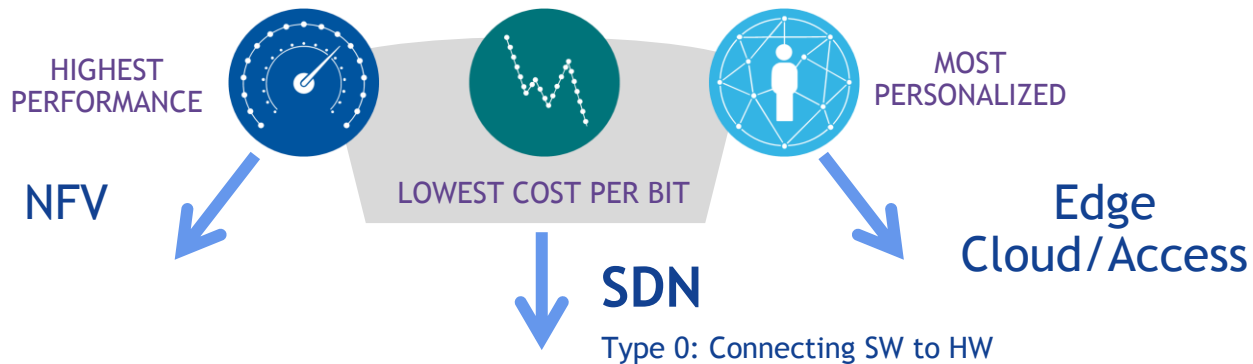 HIGHEST
PERFORMANCE
MOST
PERSONALIZED
LOWEST COST PER BIT
NFV
Edge
Cloud/Access
SDN
Type 0: Connecting SW to HW